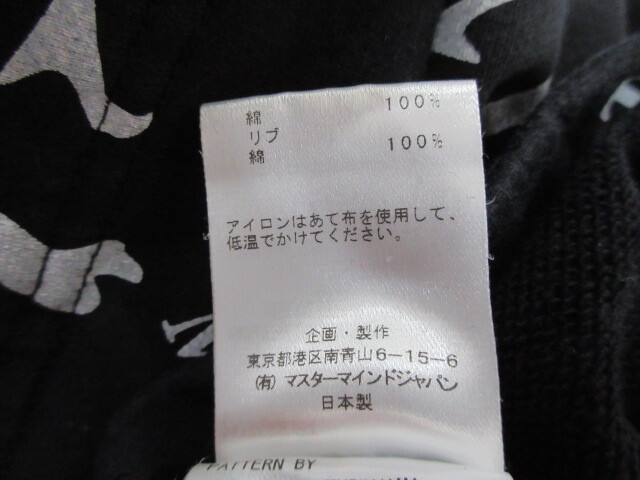 綿 100%
リブ
綿 100%
アイロンはあて布を使用して、
低温でかけてください。
企画・製作
東京都港区南青山6-15-6
(有) マスターマインドジャパン
日本製
PATTERN BY